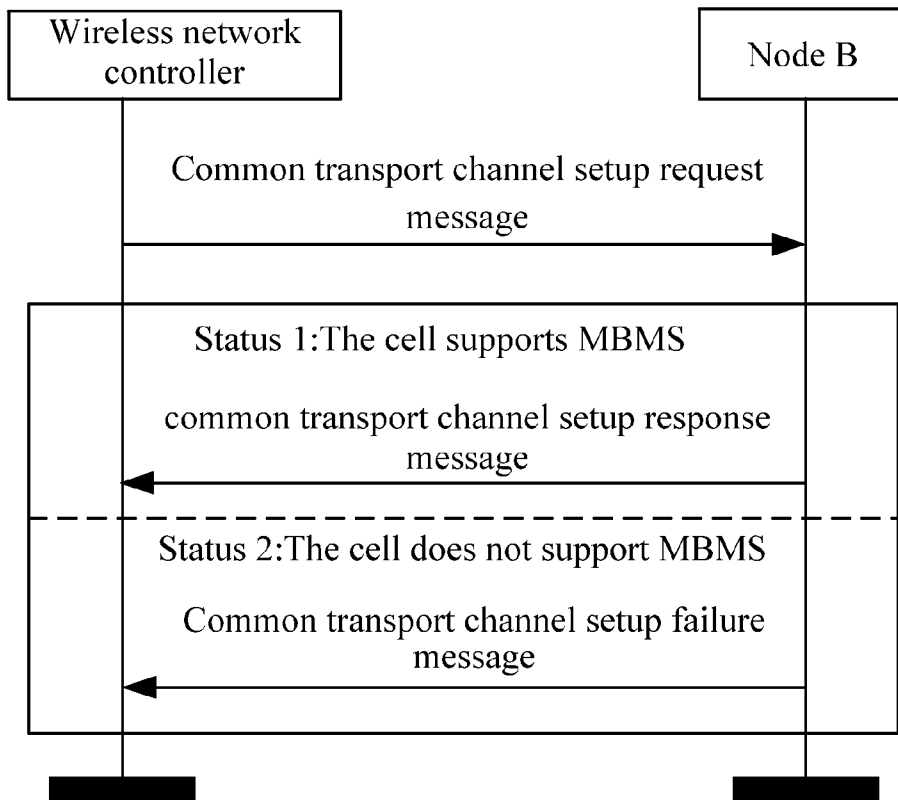 Wireless network
controller
Node B
Common transport channel setup request
message
Status 1:The cell supports MBMS
common transport channel setup response
message
Status 2:The cell does not support MBMS
Common transport channel setup failure
message